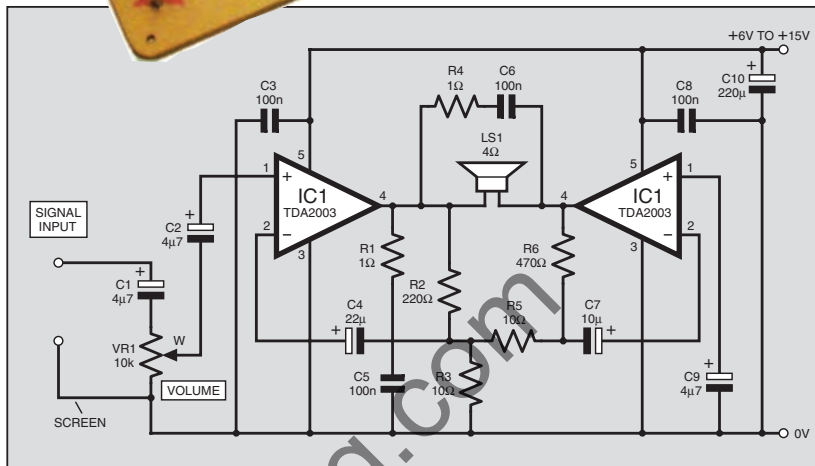 +6V TO +15V
C3
100n
R4
1Ω
C6
100n
C8
100n
+
C10
220µ
LS1
4Ω
5
1
+
IC1
TDA2003
4
2
−
3
5
4
+
1
IC1
TDA2003
−
2
3
SIGNAL
INPUT
+
C2
4µ7
+
C1
4µ7
VR1
10k
W
VOLUME
SCREEN
R1
1Ω
R2
220Ω
R6
470Ω
C4
22µ
+
R5
10Ω
C7
10µ
+
C5
100n
R3
10Ω
+
C9
4µ7
0V